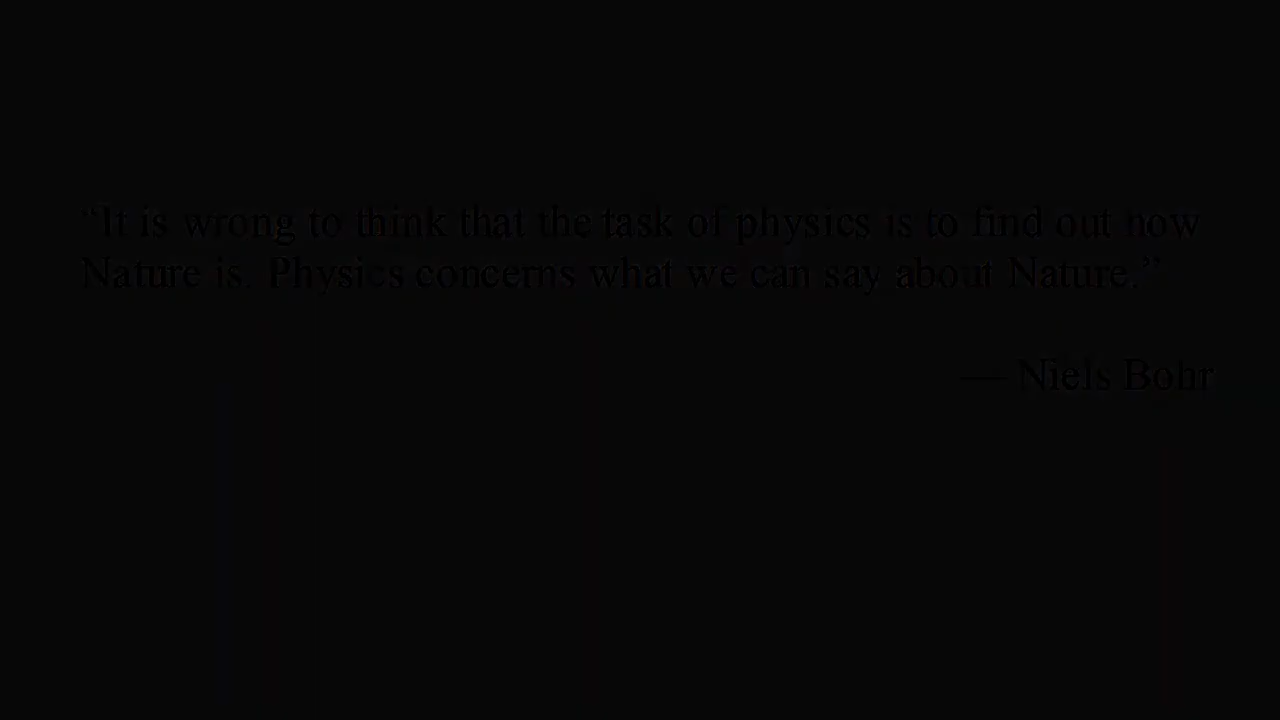 “It is wrong to think that the task of physics is to find out how
Nature is. Physics concerns what we can say about Nature.”
— Niels Bohr